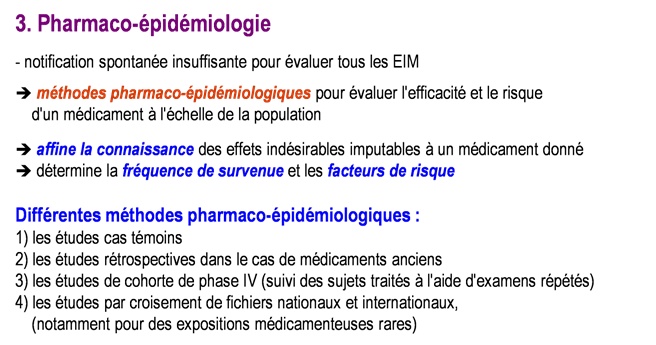 3. Pharmaco-épidémiologie
- notification spontanée insuffisante pour évaluer tous les EIM
➔ méthodes pharmaco-épidémiologiques pour évaluer l'efficacité et le risque
d'un médicament à l'échelle de la population
➔ affine la connaissance des effets indésirables imputables à un médicament donné
➔ détermine la fréquence de survenue et les facteurs de risque
Différentes méthodes pharmaco-épidémiologiques :
1) les études cas témoins
2) les études rétrospectives dans le cas de médicaments anciens
3) les études de cohorte de phase IV (suivi des sujets traités à l'aide d'examens répétés)
4) les études par croisement de fichiers nationaux et internationaux,
(notamment pour des expositions médicamenteuses rares)